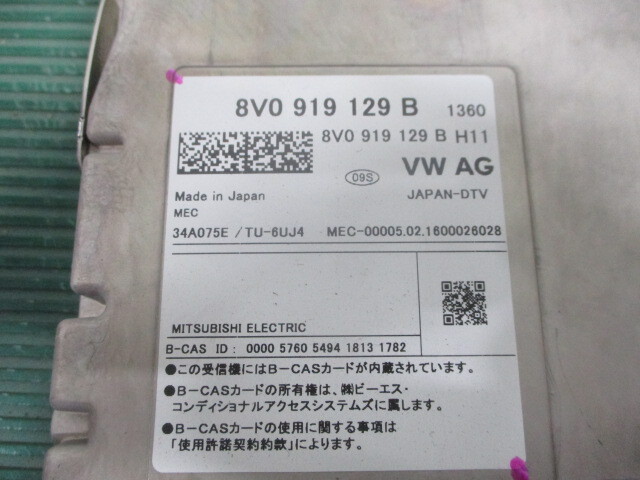 8V0 919 129 B 1360
8V0 919 129 B H11
09S VW AG
Made in Japan JAPAN-DTV
MEC
34A075E / TU-6UJ4 MEC-00005.02.1600026028
MITSUBISHI ELECTRIC
B-CAS ID : 0000 5760 5494 1813 1782
●この受信機にはB-CASカードが内蔵されています。
●B-CASカードの所有権は、㈱ビーエス・
コンディショナルアクセスシステムズに属します。
●B-CASカードの使用に関する事項は
「使用許諾契約約款」によります。